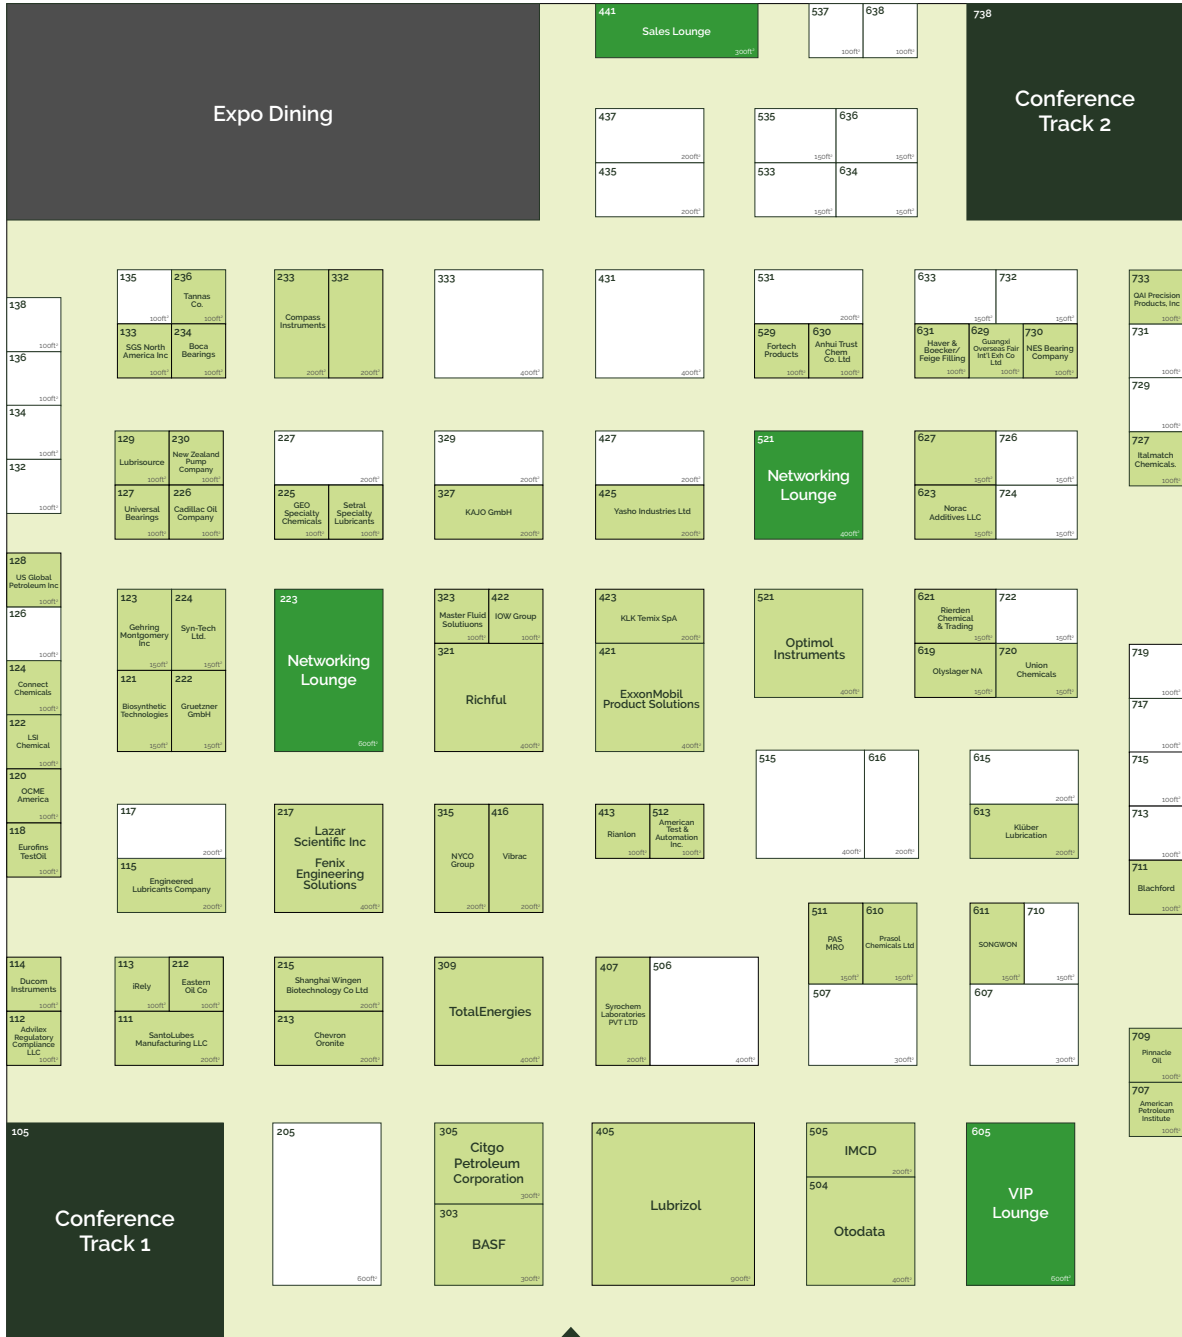 441
Sales Lounge
300ft²
537
100ft²
638
100ft²
738
Conference
Track 2
Expo Dining
437
200ft²
435
200ft²
535
150ft²
636
150ft²
533
150ft²
634
150ft²
138
100ft²
136
100ft²
134
100ft²
132
100ft²
135
100ft²
236
Tannas
Co.
100ft²
133
SGS North
America Inc
100ft²
234
Boca
Bearings
100ft²
233
Compass
Instruments
200ft²
332
200ft²
333
400ft²
431
400ft²
531
200ft²
529
Fortech
Products
100ft²
630
Anhui Trust
Chem
Co. Ltd
100ft²
633
150ft²
732
150ft²
631
Haver &
Boecker/
Feige Filling
100ft²
629
Guangxi
Overseas Fair
Int'l Exh Co
Ltd
100ft²
730
NES Bearing
Company
100ft²
733
QAI Precision
Products, Inc
100ft²
731
100ft²
729
100ft²
727
Italmatch
Chemicals.
100ft²
129
Lubrisource
100ft²
230
New Zealand
Pump
Company
100ft²
127
Universal
Bearings
100ft²
226
Cadillac Oil
Company
100ft²
227
200ft²
225
GEO
Specialty
Chemicals
100ft²
Setral
Specialty
Lubricants
100ft²
329
200ft²
327
KAJO GmbH
200ft²
427
200ft²
425
Yasho Industries Ltd
200ft²
521
Networking
Lounge
400ft²
627
150ft²
726
150ft²
623
Norac
Additives LLC
150ft²
724
150ft²
128
US Global
Petroleum Inc
100ft²
126
100ft²
124
Connect
Chemicals
100ft²
122
LSI
Chemical
100ft²
120
OCME
America
100ft²
118
Eurofins
TestOil
100ft²
123
Gehring
Montgomery
Inc
150ft²
224
Syn-Tech
Ltd.
150ft²
121
Biosynthetic
Technologies
150ft²
222
Gruetzner
GmbH
150ft²
223
Networking
Lounge
600ft²
323
Master Fluid
Solutiuons
100ft²
422
IOW Group
100ft²
321
Richful
400ft²
423
KLK Temix SpA
200ft²
421
ExxonMobil
Product Solutions
400ft²
521
Optimol
Instruments
400ft²
621
Rierden
Chemical
& Trading
150ft²
722
150ft²
619
Olyslager NA
150ft²
720
Union
Chemicals
150ft²
719
100ft²
717
100ft²
715
100ft²
713
100ft²
711
Blachford
100ft²
117
200ft²
115
Engineered
Lubricants Company
200ft²
217
Lazar
Scientific Inc
Fenix
Engineering
Solutions
400ft²
315
NYCO
Group
200ft²
416
Vibrac
200ft²
413
Rianlon
100ft²
512
American
Test &
Automation
Inc.
100ft²
515
400ft²
616
200ft²
615
200ft²
613
Klüber
Lubrication
200ft²
511
PAS
MRO
150ft²
610
Prasol
Chemicals Ltd
150ft²
507
300ft²
611
SONGWON
150ft²
710
150ft²
607
300ft²
114
Ducom
Instruments
100ft²
112
Advilex
Regulatory
Compliance
LLC
100ft²
113
iRely
100ft²
212
Eastern
Oil Co
100ft²
111
SantoLubes
Manufacturing LLC
200ft²
215
Shanghai Wingen
Biotechnology Co Ltd
200ft²
213
Chevron
Oronite
200ft²
309
TotalEnergies
400ft²
407
Syrochem
Laboratories
PVT LTD
200ft²
506
400ft²
709
Pinnacle
Oil
100ft²
707
American
Petroleum
Institute
100ft²
105
Conference
Track 1
205
600ft²
305
Citgo
Petroleum
Corporation
300ft²
303
BASF
300ft²
405
Lubrizol
900ft²
505
IMCD
200ft²
504
Otodata
400ft²
605
VIP
Lounge
600ft²